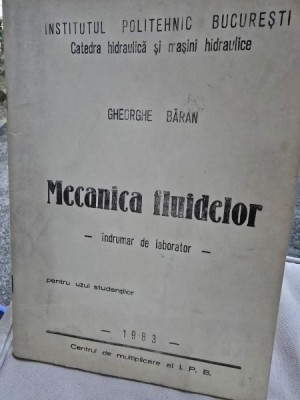 INSTITUTUL POLITEHNIC BUCUREȘTI
Catedra hidraulică și mașini hidraulice
GHEORGHE BĂRAN
Mecanica fluidelor
— îndrumar de laborator —
pentru uzul studenților
— 1983 —
Centrul de multiplicare al I. P. B.